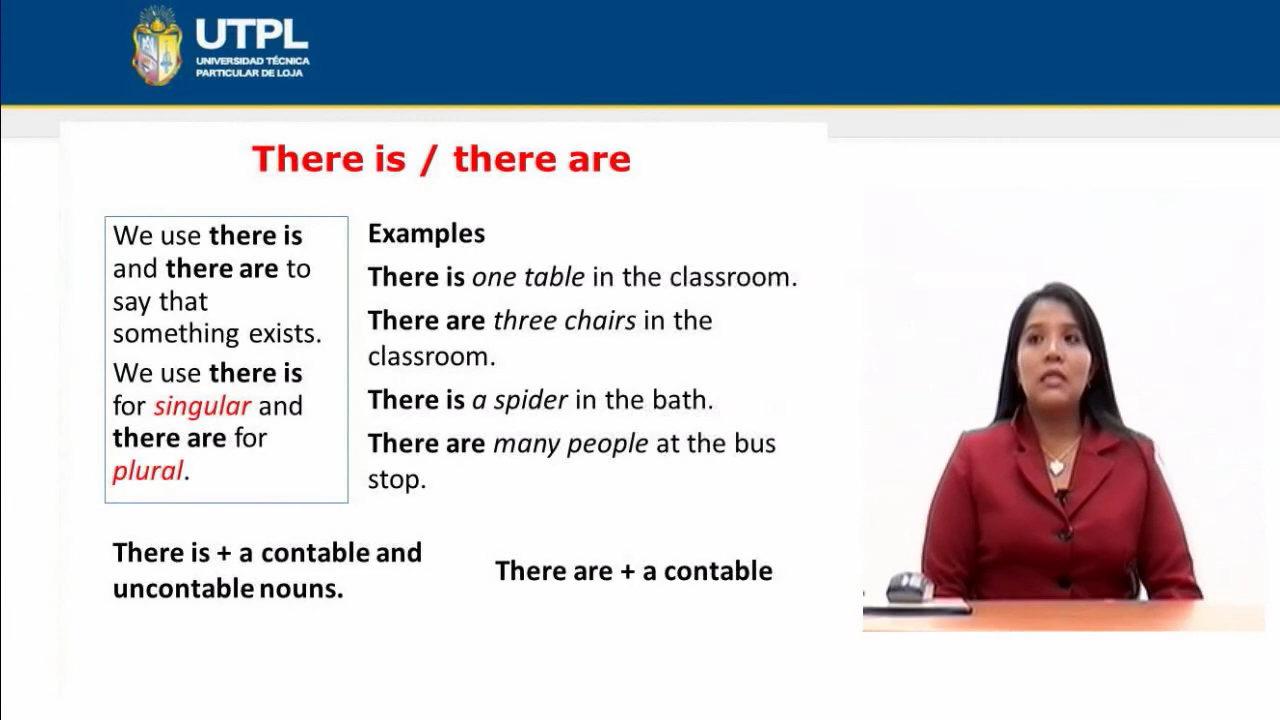 UTPL
UNIVERSIDAD TÉCNICA
PARTICULAR DE LOJA
There is / there are
We use there is
and there are to
say that
something exists.
We use there is
for singular and
there are for
plural.
Examples
There is one table in the classroom.
There are three chairs in the
classroom.
There is a spider in the bath.
There are many people at the bus
stop.
There is + a contable and
uncontable nouns.
There are + a contable